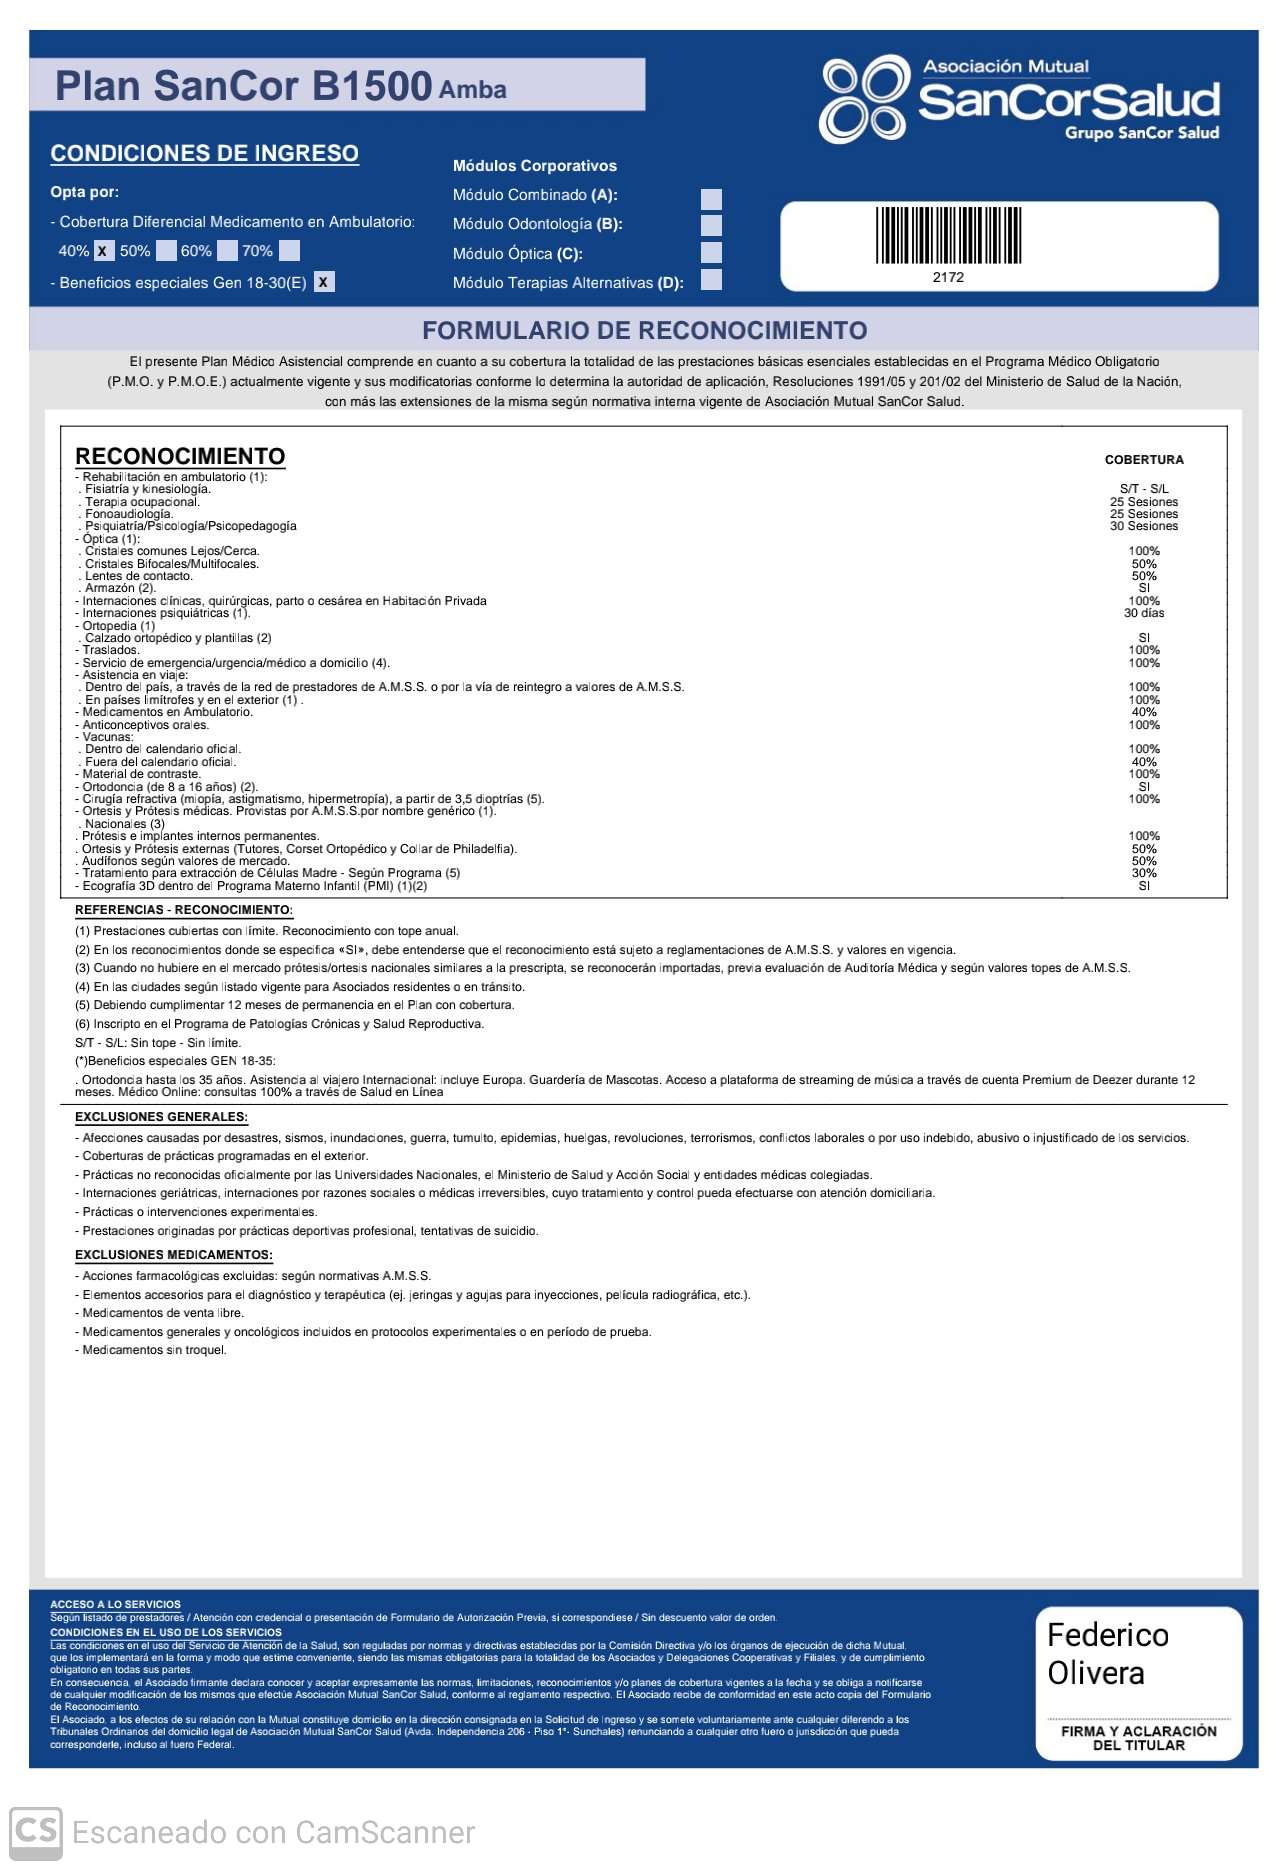 Plan SanCor B1500 Amba
Asociación Mutual
SanCorSalud
Grupo SanCor Salud
CONDICIONES DE INGRESO
Opta por:
- Cobertura Diferencial Medicamento en Ambulatorio:
40% X 50% 60% 70%
- Beneficios especiales Gen 18-30(E) X
Módulos Corporativos
Módulo Combinado (A):
Módulo Odontología (B):
Módulo Óptica (C):
Módulo Terapias Alternativas (D):
2172
FORMULARIO DE RECONOCIMIENTO
El presente Plan Médico Asistencial comprende en cuanto a su cobertura la totalidad de las prestaciones básicas esenciales establecidas en el Programa Médico Obligatorio
(P.M.O. y P.M.O.E.) actualmente vigente y sus modificatorias conforme lo determina la autoridad de aplicación, Resoluciones 1991/05 y 201/02 del Ministerio de Salud de la Nación,
con más las extensiones de la misma según normativa interna vigente de Asociación Mutual SanCor Salud.
RECONOCIMIENTO COBERTURA
- Rehabilitación en ambulatorio (1):
. Fisiatría y kinesiología. S/T - S/L
. Terapia ocupacional. 25 Sesiones
. Fonoaudiología. 25 Sesiones
. Psiquiatría/Psicología/Psicopedagogía 30 Sesiones
- Óptica (1):
. Cristales comunes Lejos/Cerca. 100%
. Cristales Bifocales/Multifocales. 50%
. Lentes de contacto. 50%
. Armazón (2). SI
- Internaciones clínicas, quirúrgicas, parto o cesárea en Habitación Privada 100%
- Internaciones psiquiátricas (1). 30 días
- Ortopedia (1)
. Calzado ortopédico y plantillas (2) SI
- Traslados. 100%
- Servicio de emergencia/urgencia/médico a domicilio (4). 100%
- Asistencia en viaje:
. Dentro del país, a través de la red de prestadores de A.M.S.S. o por la vía de reintegro a valores de A.M.S.S. 100%
. En países limítrofes y en el exterior (1) . 100%
- Medicamentos en Ambulatorio. 40%
- Anticonceptivos orales. 100%
- Vacunas:
. Dentro del calendario oficial. 100%
. Fuera del calendario oficial. 40%
- Material de contraste. 100%
- Ortodoncia (de 8 a 16 años) (2). SI
- Cirugía refractiva (miopía, astigmatismo, hipermetropía), a partir de 3,5 dioptrías (5). 100%
- Ortesis y Prótesis médicas. Provistas por A.M.S.S.por nombre genérico (1).
. Nacionales (3)
. Prótesis e implantes internos permanentes. 100%
. Ortesis y Prótesis externas (Tutores, Corset Ortopédico y Collar de Philadelfia). 50%
. Audífonos según valores de mercado. 50%
- Tratamiento para extracción de Células Madre - Según Programa (5) 30%
- Ecografía 3D dentro del Programa Materno Infantil (PMI) (1)(2) SI
REFERENCIAS - RECONOCIMIENTO:
(1) Prestaciones cubiertas con límite. Reconocimiento con tope anual.
(2) En los reconocimientos donde se especifica «SI», debe entenderse que el reconocimiento está sujeto a reglamentaciones de A.M.S.S. y valores en vigencia.
(3) Cuando no hubiere en el mercado prótesis/ortesis nacionales similares a la prescripta, se reconocerán importadas, previa evaluación de Auditoría Médica y según valores topes de A.M.S.S.
(4) En las ciudades según listado vigente para Asociados residentes o en tránsito.
(5) Debiendo cumplimentar 12 meses de permanencia en el Plan con cobertura.
(6) Inscripto en el Programa de Patologías Crónicas y Salud Reproductiva.
S/T - S/L: Sin tope - Sin límite.
(*)Beneficios especiales GEN 18-35:
. Ortodoncia hasta los 35 años. Asistencia al viajero Internacional: incluye Europa. Guardería de Mascotas. Acceso a plataforma de streaming de música a través de cuenta Premium de Deezer durante 12
meses. Médico Online: consultas 100% a través de Salud en Línea
EXCLUSIONES GENERALES:
- Afecciones causadas por desastres, sismos, inundaciones, guerra, tumulto, epidemias, huelgas, revoluciones, terrorismos, conflictos laborales o por uso indebido, abusivo o injustificado de los servicios.
- Coberturas de prácticas programadas en el exterior.
- Prácticas no reconocidas oficialmente por las Universidades Nacionales, el Ministerio de Salud y Acción Social y entidades médicas colegiadas.
- Internaciones geriátricas, internaciones por razones sociales o médicas irreversibles, cuyo tratamiento y control pueda efectuarse con atención domiciliaria.
- Prácticas o intervenciones experimentales.
- Prestaciones originadas por prácticas deportivas profesional, tentativas de suicidio.
EXCLUSIONES MEDICAMENTOS:
- Acciones farmacológicas excluidas: según normativas A.M.S.S.
- Elementos accesorios para el diagnóstico y terapéutica (ej. jeringas y agujas para inyecciones, película radiográfica, etc.).
- Medicamentos de venta libre.
- Medicamentos generales y oncológicos incluidos en protocolos experimentales o en período de prueba.
- Medicamentos sin troquel.
ACCESO A LO SERVICIOS
Según listado de prestadores / Atención con credencial o presentación de Formulario de Autorización Previa, si correspondiese / Sin descuento valor de orden.
CONDICIONES EN EL USO DE LOS SERVICIOS
Las condiciones en el uso del Servicio de Atención de la Salud, son reguladas por normas y directivas establecidas por la Comisión Directiva y/o los órganos de ejecución de dicha Mutual,
que los implementará en la forma y modo que estime conveniente, siendo las mismas obligatorias para la totalidad de los Asociados y Delegaciones Cooperativas y Filiales, y de cumplimiento
obligatorio en todas sus partes.
En consecuencia, el Asociado firmante declara conocer y aceptar expresamente las normas, limitaciones, reconocimientos y/o planes de cobertura vigentes a la fecha y se obliga a notificarse
de cualquier modificación de los mismos que efectúe Asociación Mutual SanCor Salud, conforme al reglamento respectivo. El Asociado recibe de conformidad en este acto copia del Formulario
de Reconocimiento.
El Asociado, a los efectos de su relación con la Mutual constituye domicilio en la dirección consignada en la Solicitud de Ingreso y se somete voluntariamente ante cualquier diferendo a los
Tribunales Ordinarios del domicilio legal de Asociación Mutual SanCor Salud (Avda. Independencia 206 - Piso 1°- Sunchales) renunciando a cualquier otro fuero o jurisdicción que pueda
corresponderle, incluso al fuero Federal.
Federico
Olivera
FIRMA Y ACLARACIÓN
DEL TITULAR
CS Escaneado con CamScanner